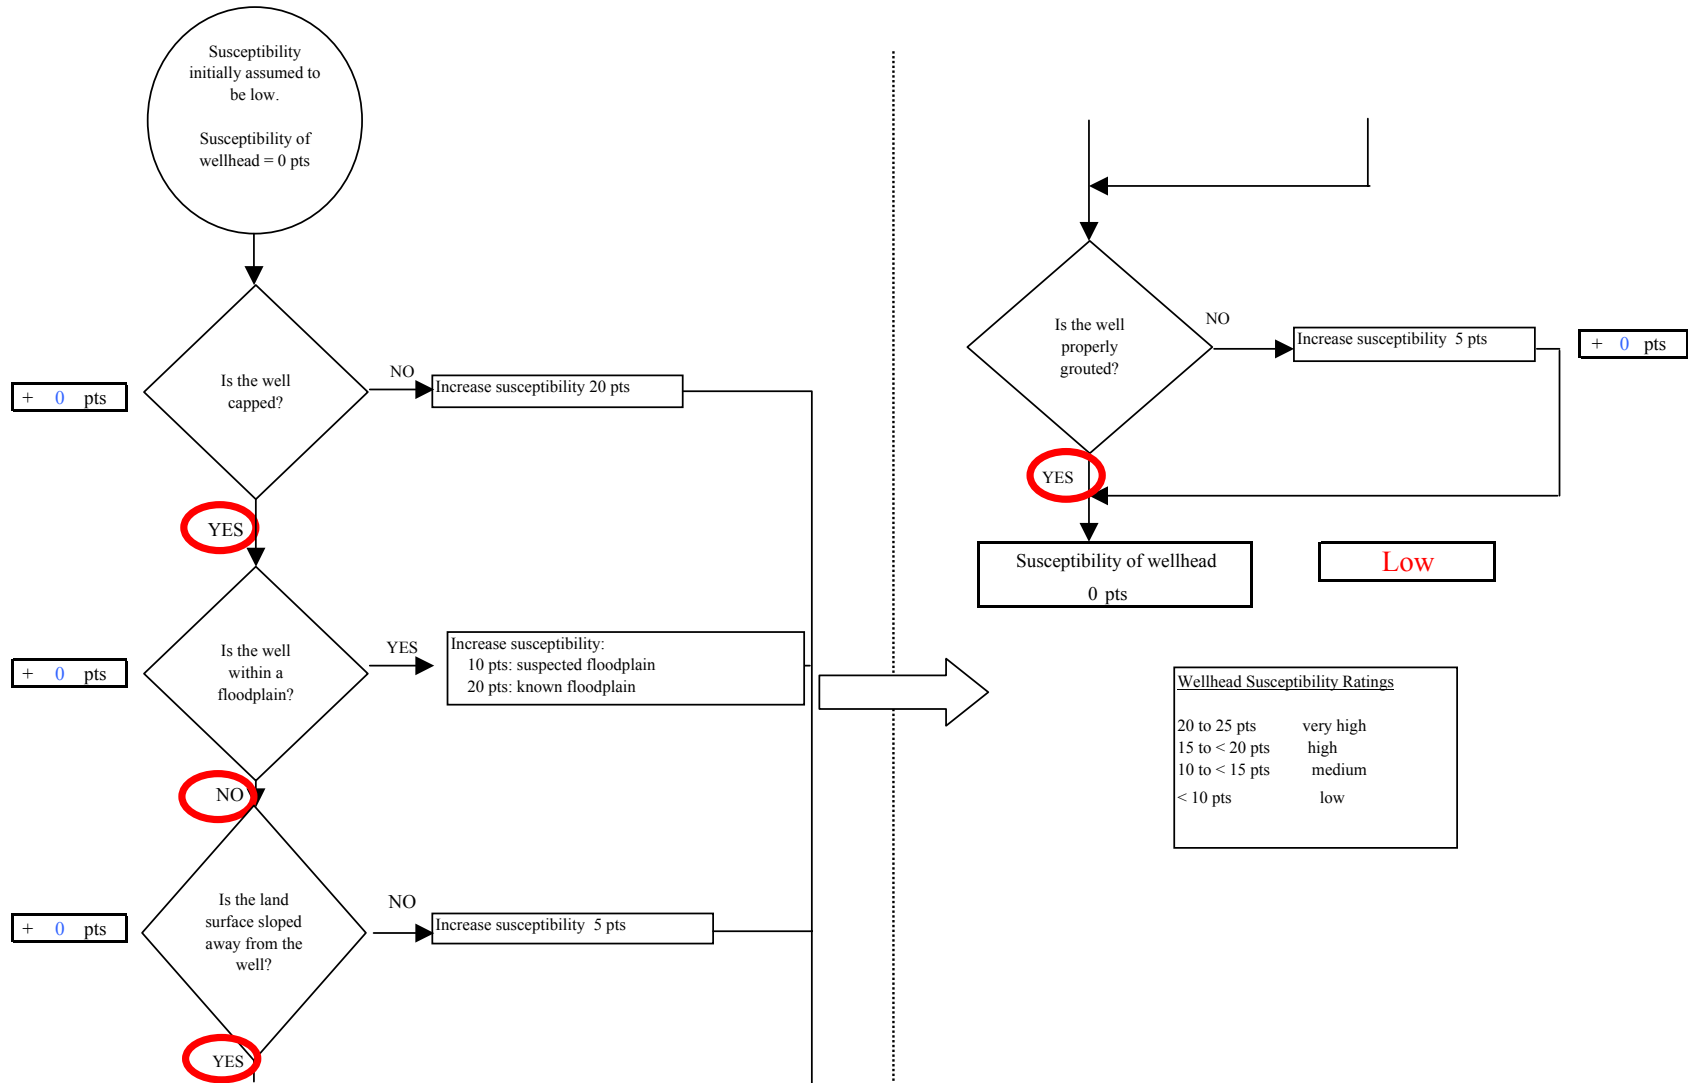 Susceptibility
initially assumed to
be low.
Susceptibility of
wellhead = 0 pts
Is the well
capped?
NO
Increase susceptibility 20 pts
+ 0 pts
YES
Is the well
within a
floodplain?
YES
Increase susceptibility:
10 pts: suspected floodplain
20 pts: known floodplain
+ 0 pts
NO
Is the land
surface sloped
away from the
well?
NO
Increase susceptibility 5 pts
+ 0 pts
YES
Is the well
properly
grouted?
NO
Increase susceptibility 5 pts
+ 0 pts
YES
Susceptibility of wellhead
0 pts
Low
Wellhead Susceptibility Ratings
20 to 25 pts very high
15 to < 20 pts high
10 to < 15 pts medium
< 10 pts low